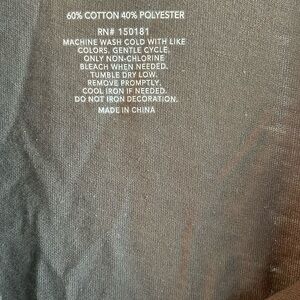 60% COTTON 40% POLYESTER
RN# 150181
MACHINE WASH COLD WITH LIKE
COLORS. GENTLE CYCLE.
ONLY NON-CHLORINE
BLEACH WHEN NEEDED.
TUMBLE DRY LOW.
REMOVE PROMPTLY.
COOL IRON IF NEEDED.
DO NOT IRON DECORATION.
MADE IN CHINA